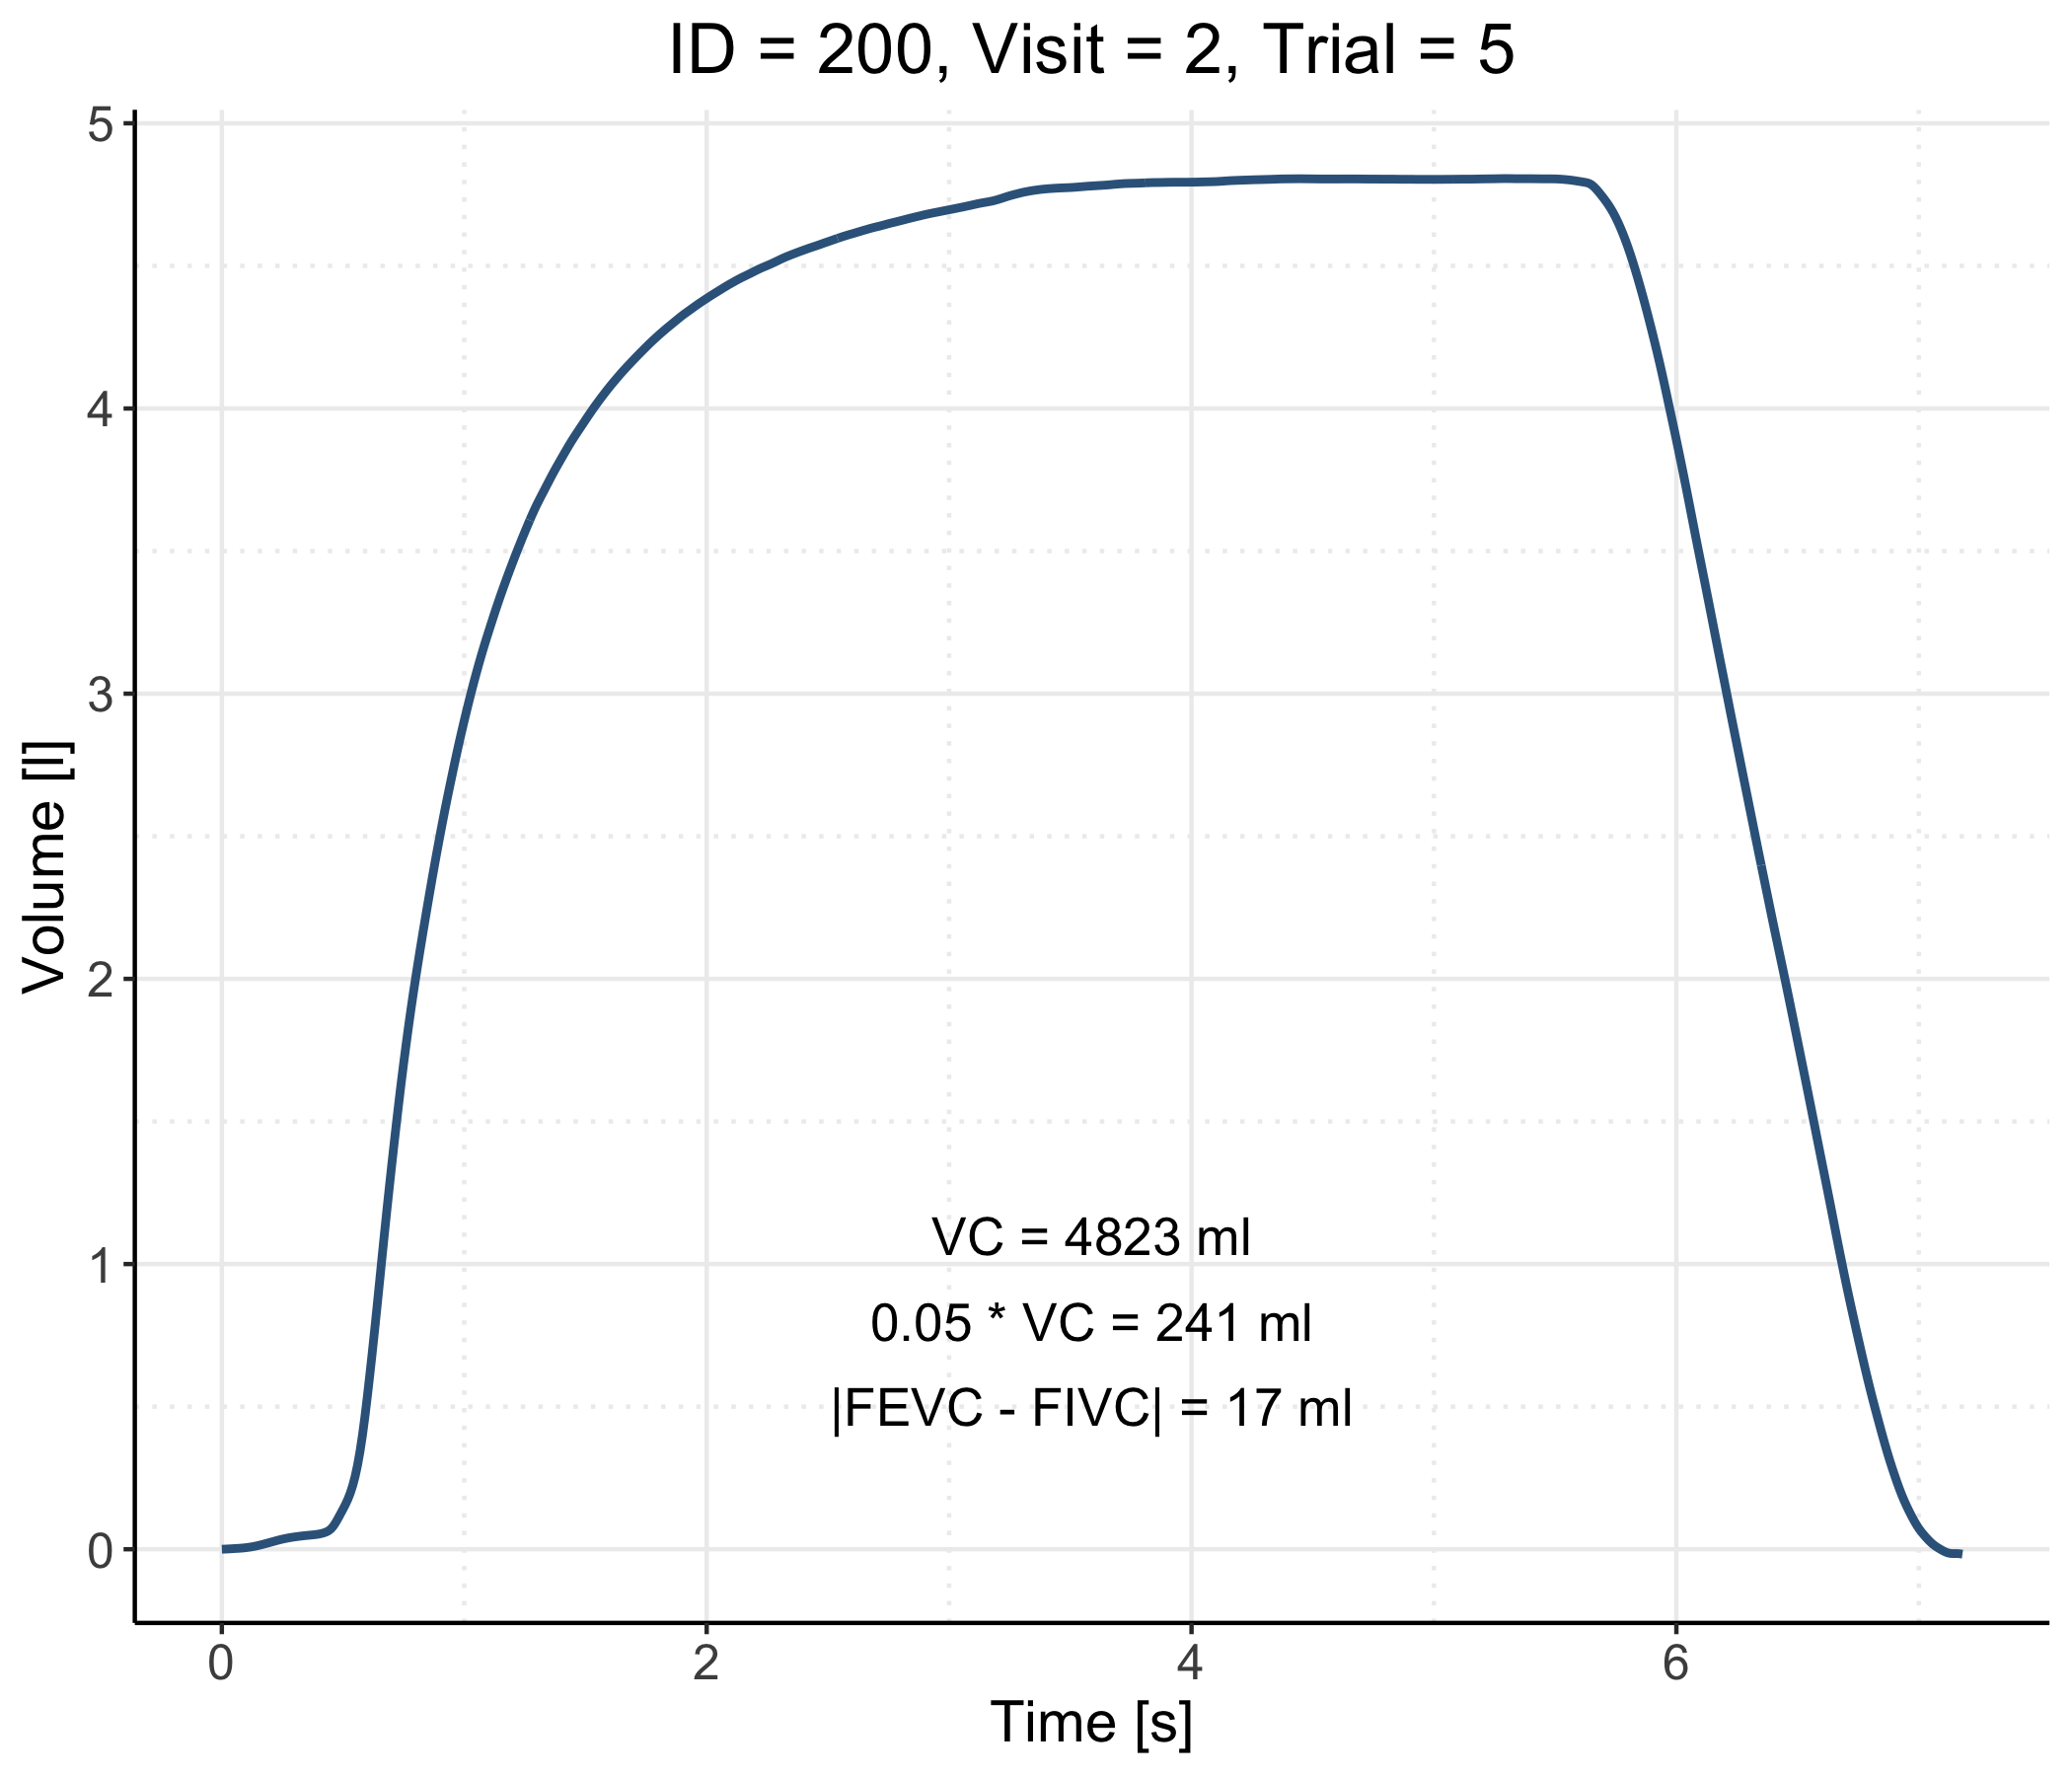 ID = 200, Visit = 2, Trial = 5
5
4
3
2
1
0
Volume [l]
VC = 4823 ml
0.05 * VC = 241 ml
|FEVC - FIVC| = 17 ml
0 2 4 6
Time [s]